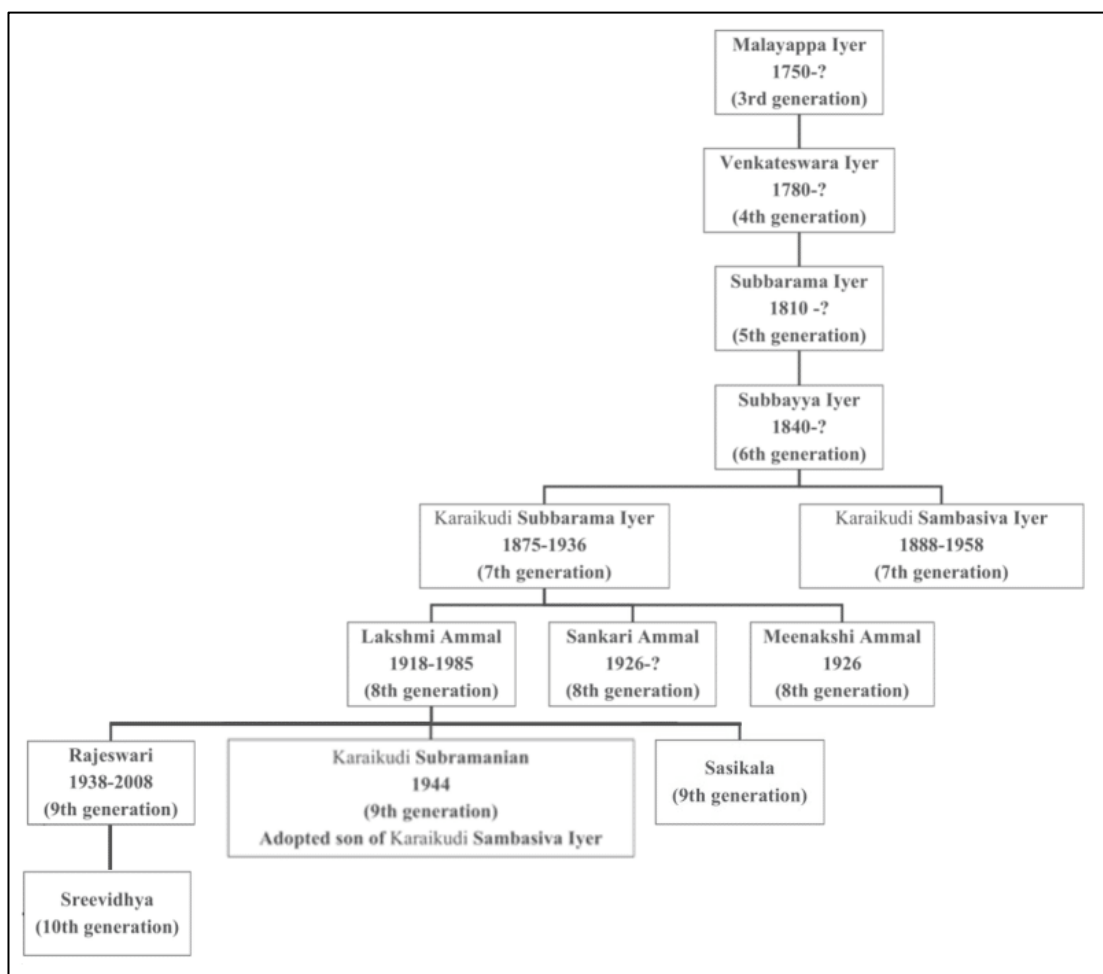 Malayappa Iyer
1750-?
(3rd generation)
Venkateswara Iyer
1780-?
(4th generation)
Subbarama Iyer
1810 -?
(5th generation)
Subbayya Iyer
1840-?
(6th generation)
Karaikudi Subbarama Iyer
1875-1936
(7th generation)
Karaikudi Sambasiva Iyer
1888-1958
(7th generation)
Lakshmi Ammal
1918-1985
(8th generation)
Sankari Ammal
1926-?
(8th generation)
Meenakshi Ammal
1926
(8th generation)
Rajeswari
1938-2008
(9th generation)
Karaikudi Subramanian
1944
(9th generation)
Adopted son of Karaikudi Sambasiva Iyer
Sasikala
(9th generation)
Sreevidhya
(10th generation)